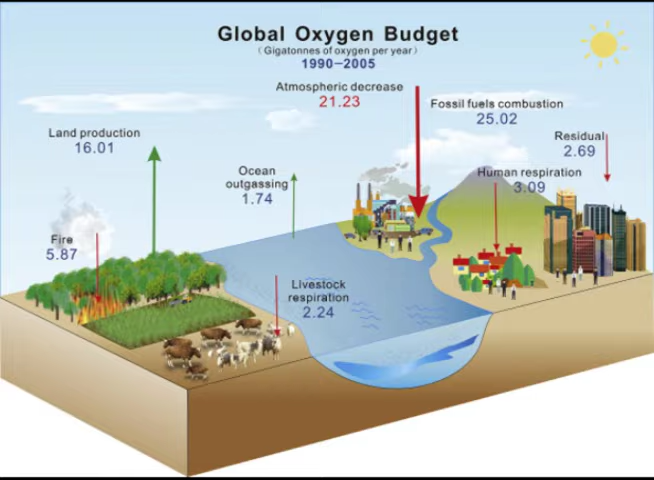 Global Oxygen Budget
(Gigatonnes of oxygen per year)
1990–2005
Atmospheric decrease
21.23
Fossil fuels combustion
25.02
Land production
16.01
Residual
2.69
Ocean
outgassing
1.74
Human respiration
3.09
Fire
5.87
Livestock
respiration
2.24